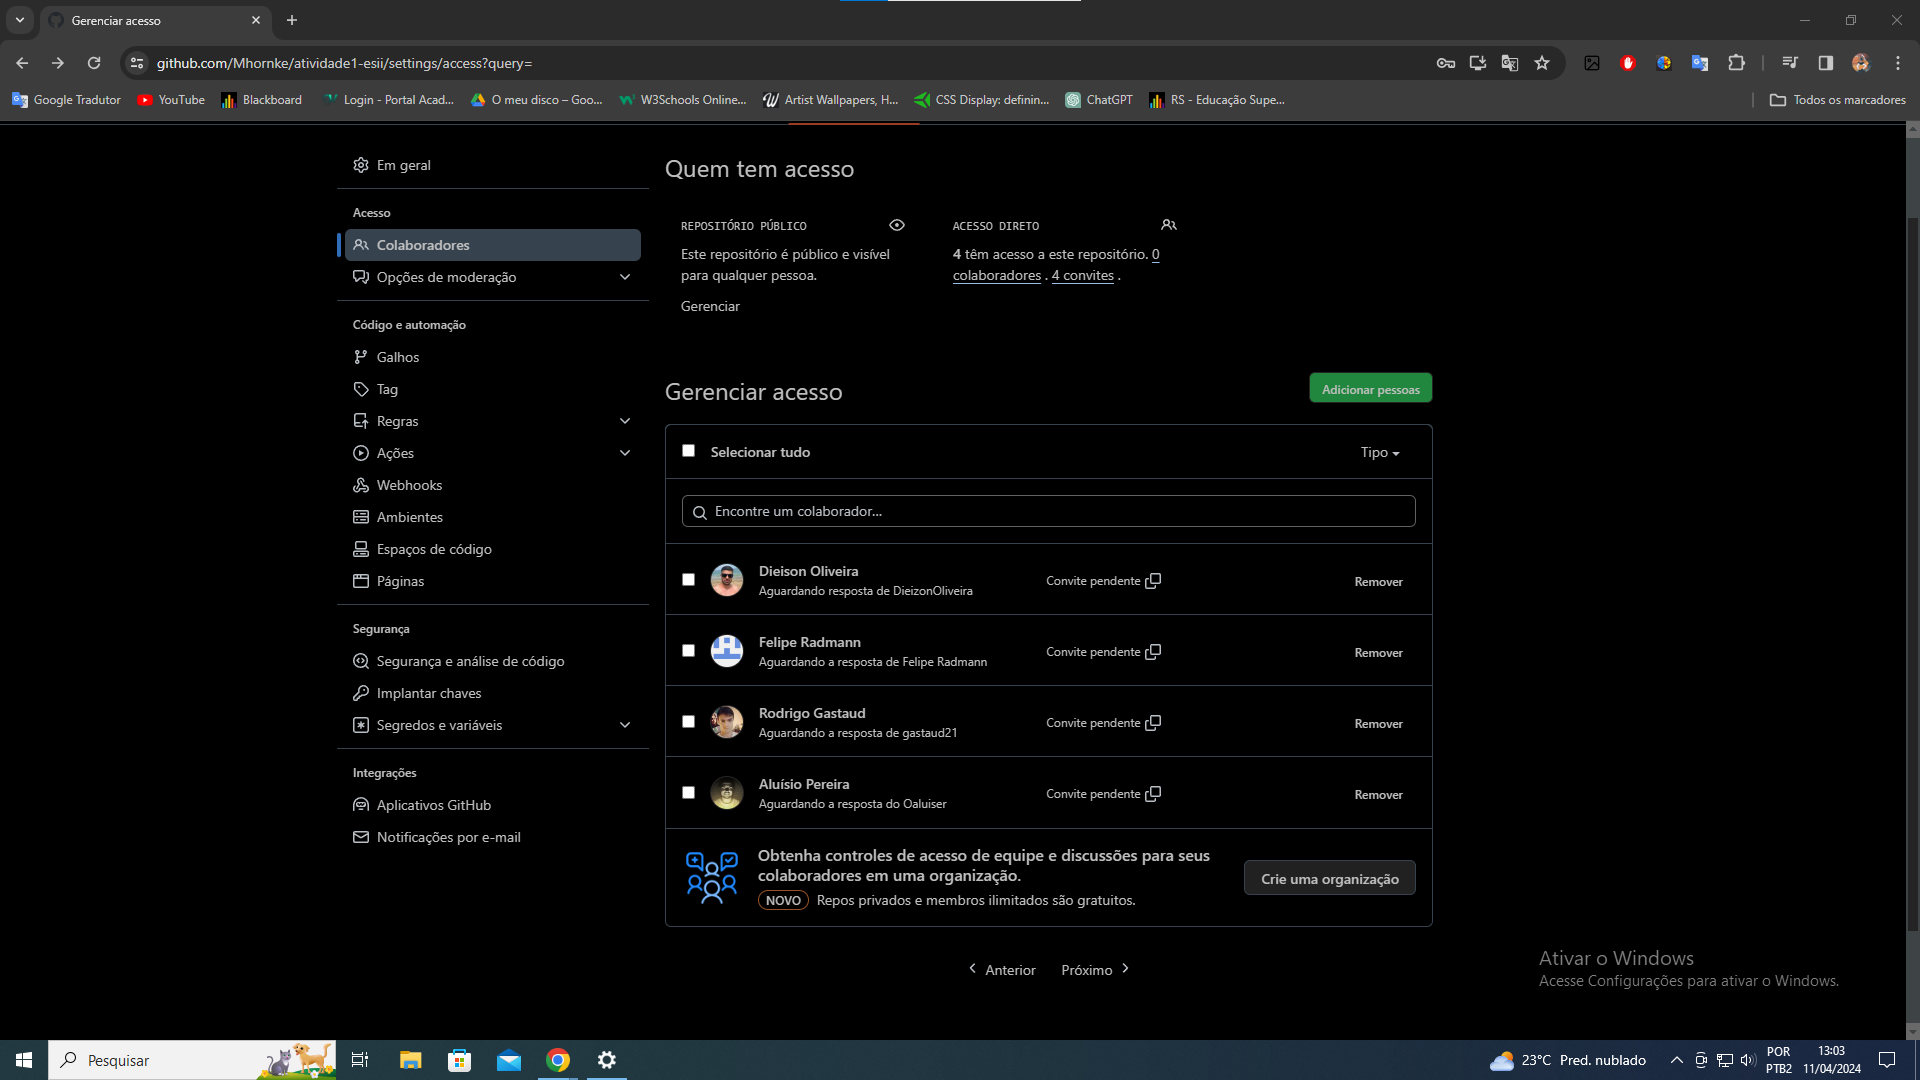 Gerenciar acesso
github.com/Mhornke/atividade1-esii/settings/access?query=
Google Tradutor
YouTube
Blackboard
Login - Portal Acad...
O meu disco – Goo...
W3Schools Online...
Artist Wallpapers, H...
CSS Display: definin...
ChatGPT
RS - Educação Supe...
Todos os marcadores
Em geral
Acesso
Colaboradores
Opções de moderação
Código e automação
Galhos
Tag
Regras
Ações
Webhooks
Ambientes
Espaços de código
Páginas
Segurança
Segurança e análise de código
Implantar chaves
Segredos e variáveis
Integrações
Aplicativos GitHub
Notificações por e-mail
Quem tem acesso
REPOSITÓRIO PÚBLICO
Este repositório é público e visível
para qualquer pessoa.
Gerenciar
ACESSO DIRETO
4 têm acesso a este repositório. 0
colaboradores . 4 convites .
Gerenciar acesso
Adicionar pessoas
Selecionar tudo
Tipo
Encontre um colaborador...
Dieison Oliveira
Aguardando resposta de DieizonOliveira
Convite pendente
Remover
Felipe Radmann
Aguardando a resposta de Felipe Radmann
Convite pendente
Remover
Rodrigo Gastaud
Aguardando a resposta de gastaud21
Convite pendente
Remover
Aluísio Pereira
Aguardando a resposta do Oaluiser
Convite pendente
Remover
Obtenha controles de acesso de equipe e discussões para seus
colaboradores em uma organização.
NOVO Repos privados e membros ilimitados são gratuitos.
Crie uma organização
Anterior
Próximo
Ativar o Windows
Acesse Configurações para ativar o Windows.
Pesquisar
23°C Pred. nublado
POR
PTB2
13:03
11/04/2024